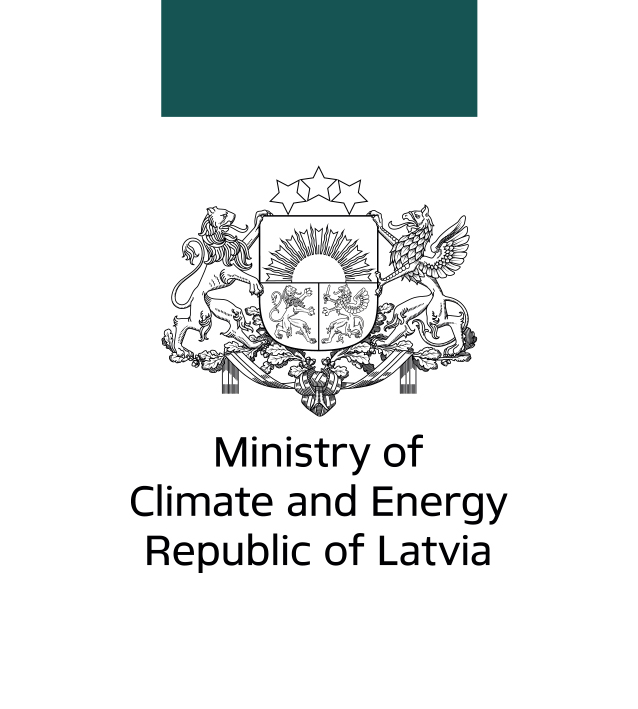 Ministry of
Climate and Energy
Republic of Latvia